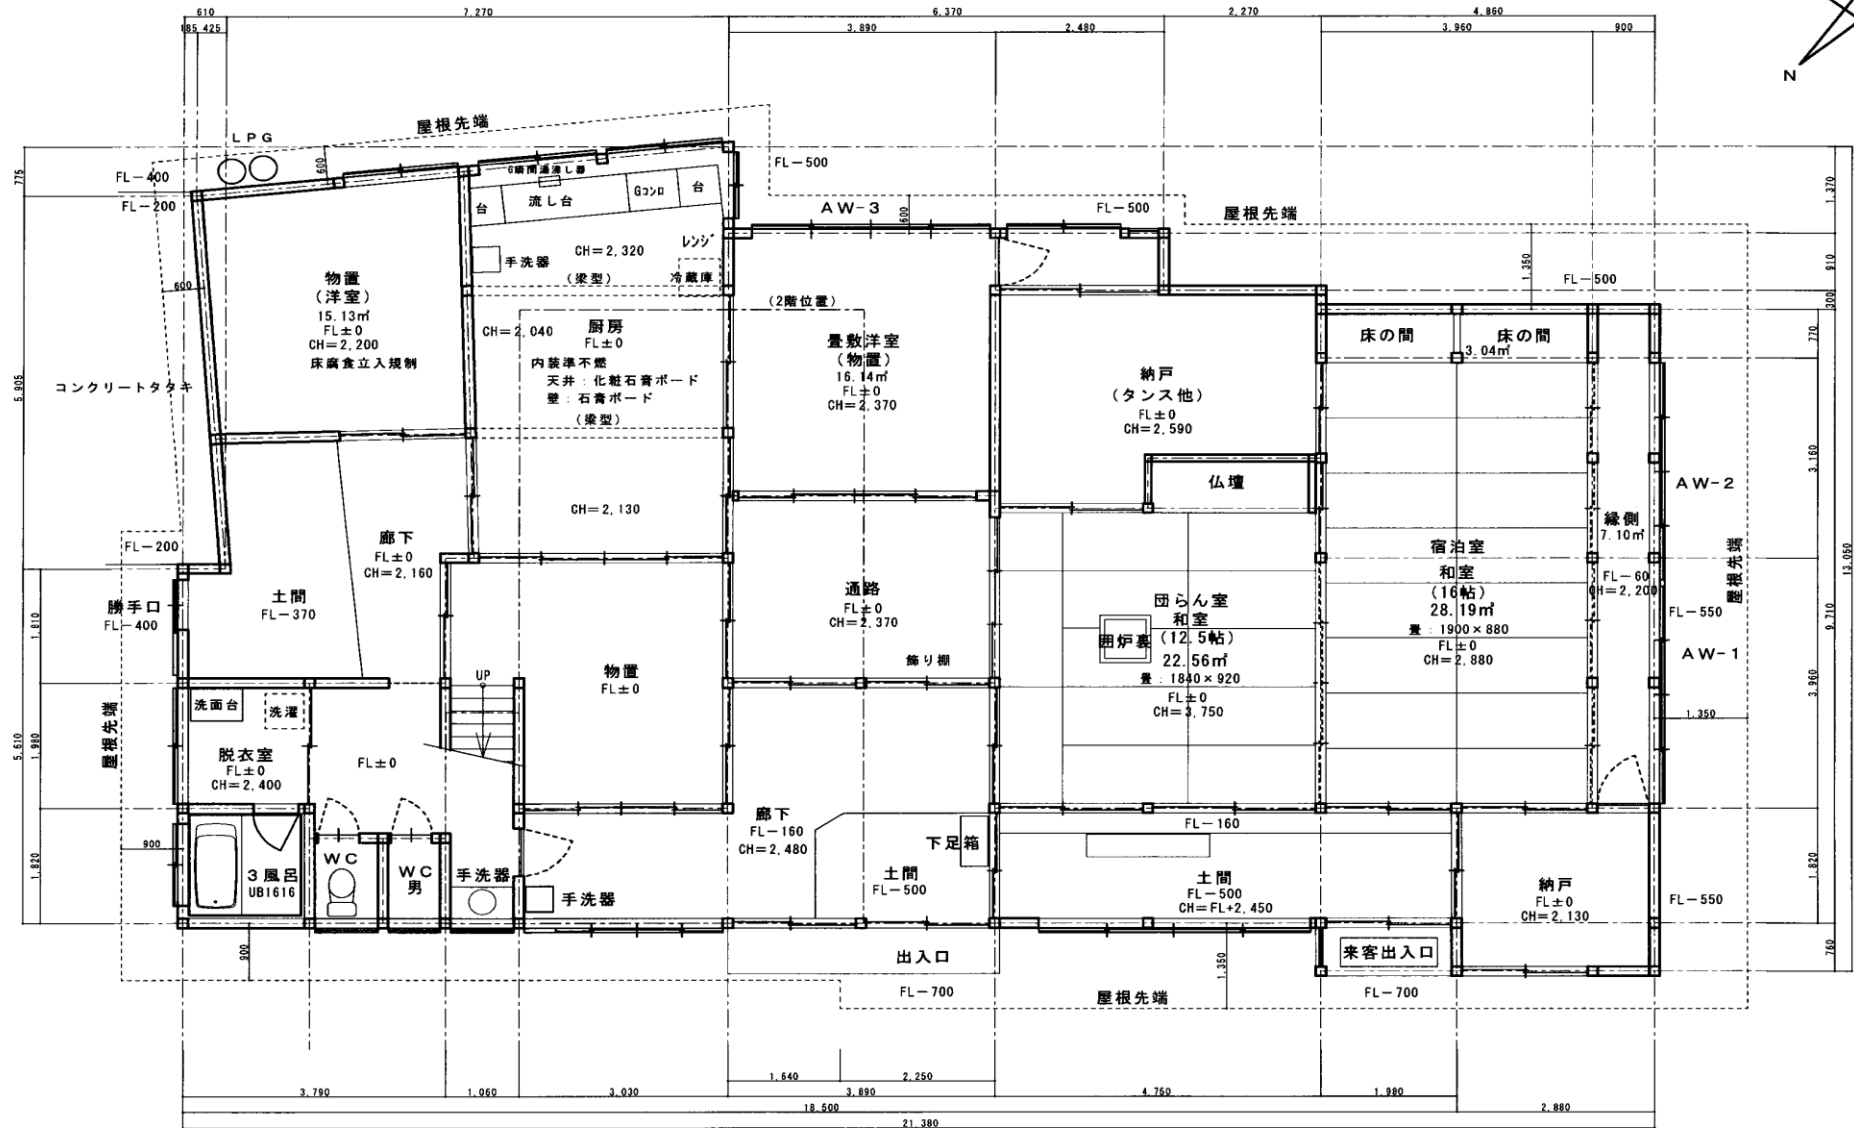 610
7.270
6.370
2.270
4.860
185 425
3.890
2.480
3.960
900
N
屋根先端
LPG
600
775
FL-400
FL-200
FL-500
1.370
G瞬間湯沸し器
台
流し台
Gコンロ
台
AW-3
600
FL-500
屋根先端
CH=2,320
レンジ
手洗器
(梁型)
冷蔵庫
1.350
FL-500
910
300
600
物置
(洋室)
15.13㎡
FL±0
CH=2,200
床腐食立入規制
CH=2,040
厨房
FL±0
内装準不燃
天井：化粧石膏ボード
壁：石膏ボード
(梁型)
(2階位置)
畳敷洋室
(物置)
16.14㎡
FL±0
CH=2,370
床の間
床の間
3.04㎡
770
コンクリートタタキ
5.905
納戸
(タンス他)
FL±0
CH=2,590
3.160
仏壇
AW-2
CH=2,130
廊下
FL±0
CH=2,160
FL-200
縁側
7.10㎡
FL-60
CH=2,200
宿泊室
和室
(16帖)
28.19㎡
畳：1900×880
FL±0
CH=2,880
屋根先端
13.050
9.710
土間
FL-370
勝手口
FL-400
1.810
通路
FL±0
CH=2,370
団らん室
和室
(12.5帖)
22.56㎡
畳：1840×920
FL±0
CH=3,750
囲炉裏
FL-550
AW-1
飾り棚
物置
FL±0
UP
3.960
洗面台
洗濯
1.350
屋根先端
5.610
1.980
脱衣室
FL±0
CH=2,400
FL±0
廊下
FL-160
CH=2,480
下足箱
FL-160
900
1.820
3風呂
UB1616
WC
WC
男
手洗器
手洗器
土間
FL-500
土間
FL-500
CH=FL+2,450
納戸
FL±0
CH=2,130
FL-550
1.820
900
出入口
1.350
来客出入口
760
FL-700
屋根先端
FL-700
1.640
2.250
3.790
1.060
3.030
3.890
4.750
1.980
18.500
2.880
21.380